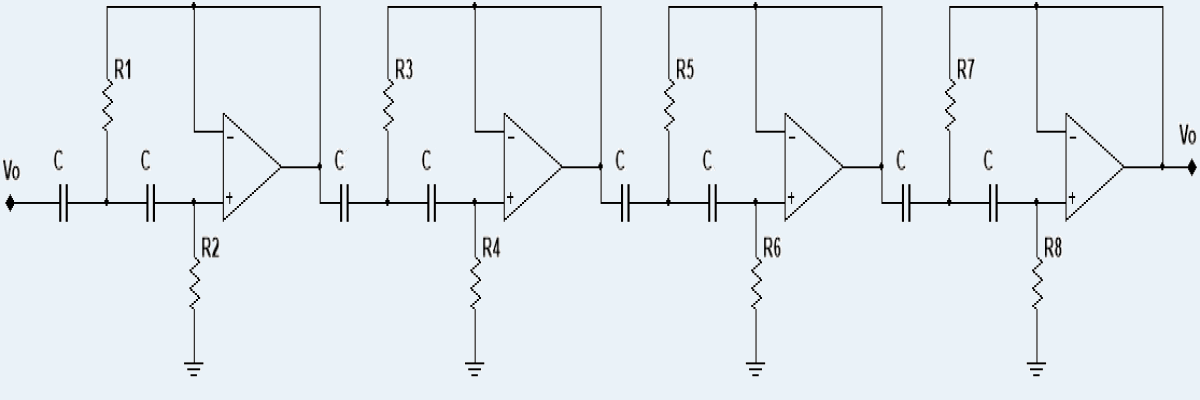 R1 R3 R5 R7
- - - -
Vo C C C C C C C C Vo
+ + + +
R2 R4 R6 R8